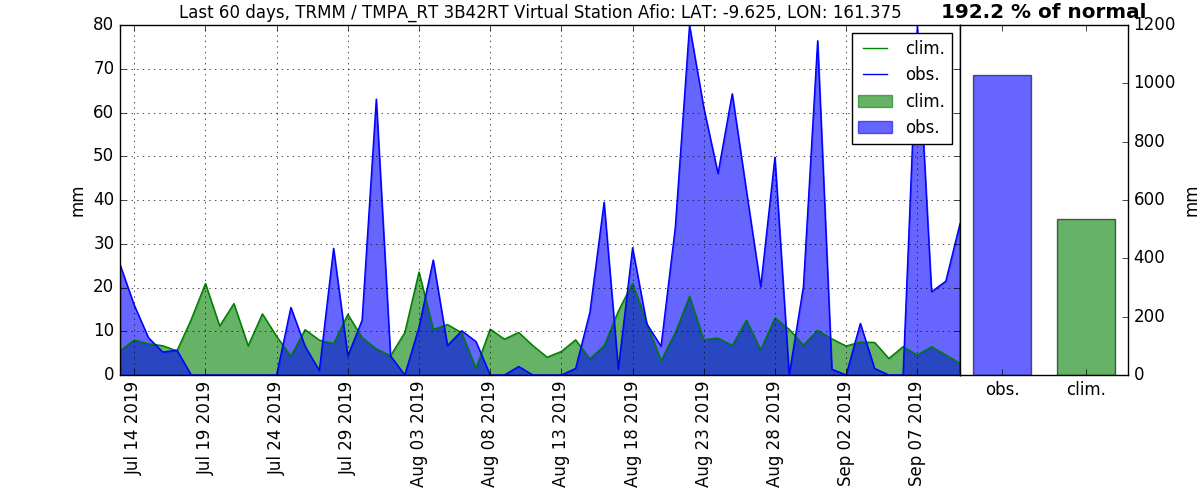 Last 60 days, TRMM / TMPA_RT 3B42RT Virtual Station Afio: LAT: -9.625, LON: 161.375
192.2 % of normal
80
70
60
50
40
30
20
10
0
mm
clim.
obs.
clim.
obs.
1200
1000
800
600
400
200
0
mm
obs.
clim.
Jul 14 2019
Jul 19 2019
Jul 24 2019
Jul 29 2019
Aug 03 2019
Aug 08 2019
Aug 13 2019
Aug 18 2019
Aug 23 2019
Aug 28 2019
Sep 02 2019
Sep 07 2019